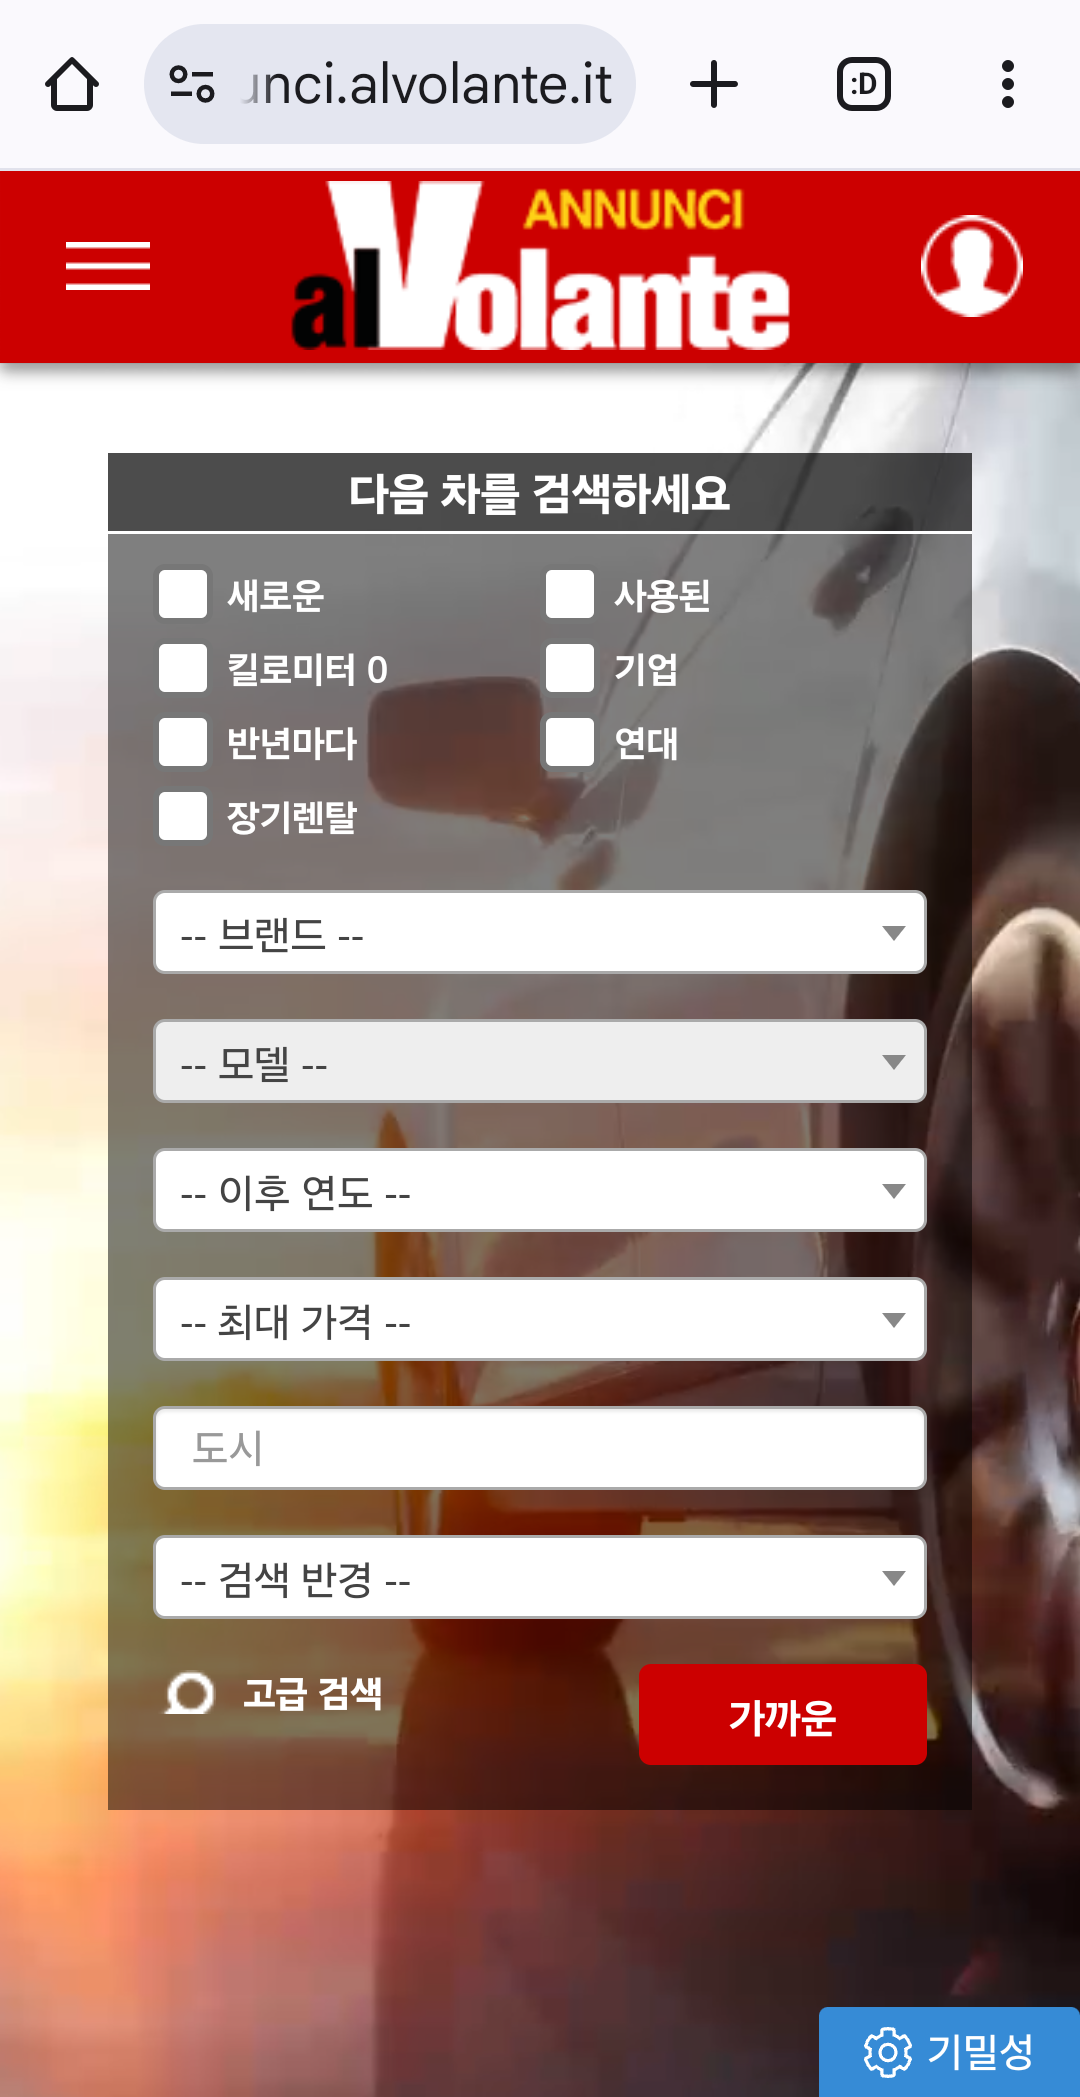 unci.alvolante.it
:D
ANNUNCI
alVolante
다음 차를 검색하세요
새로운
사용된
킬로미터 0
기업
반년마다
연대
장기렌탈
-- 브랜드 --
-- 모델 --
-- 이후 연도 --
-- 최대 가격 --
도시
-- 검색 반경 --
고급 검색
가까운
기밀성